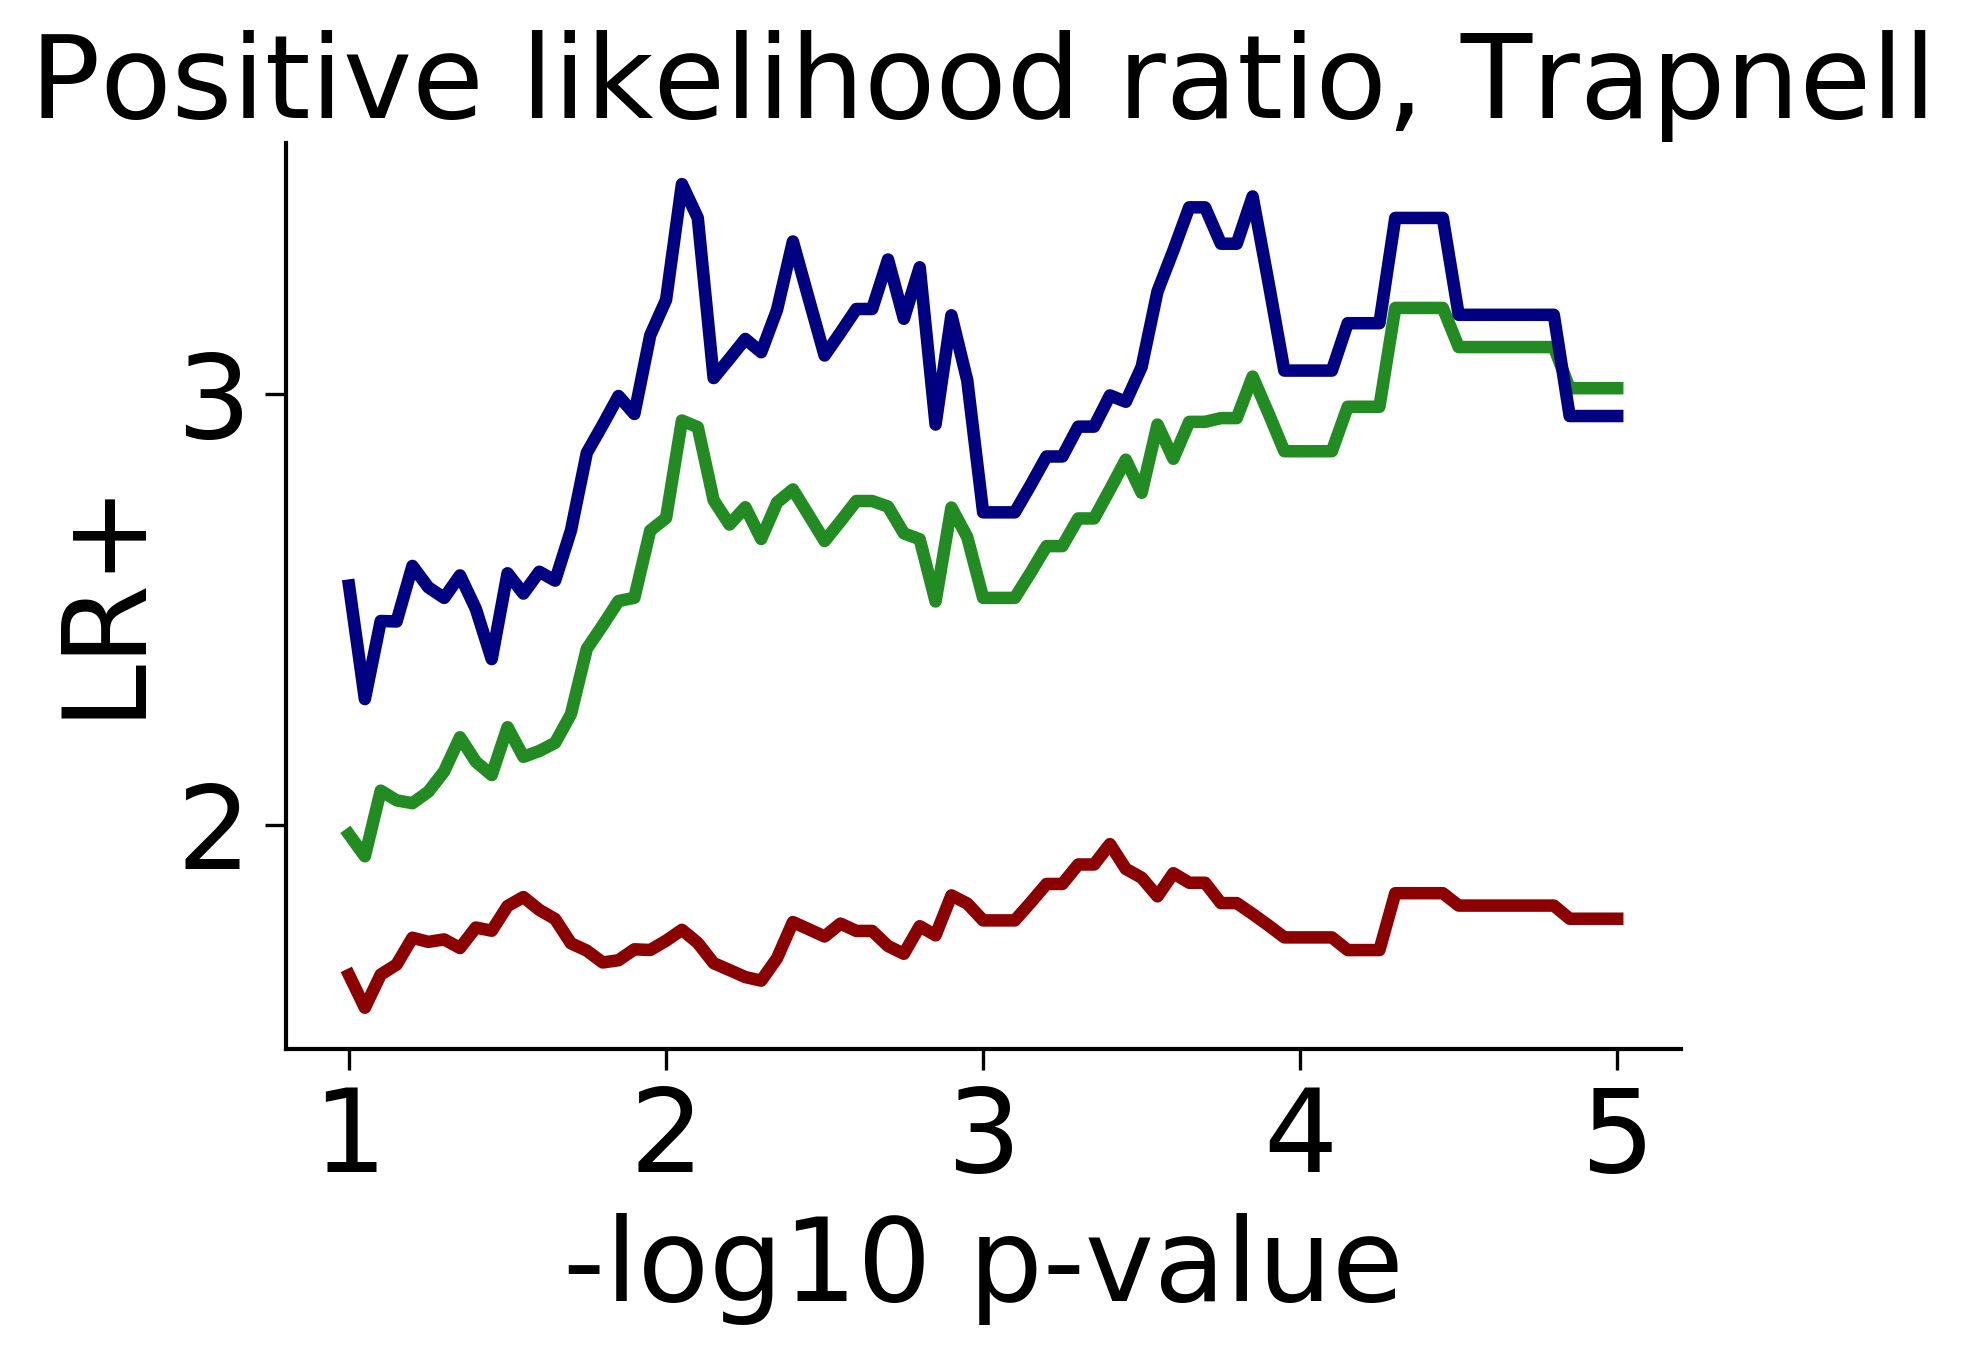 Positive likelihood ratio, Trapnell
LR+
3
2
1 2 3 4 5
-log10 p-value